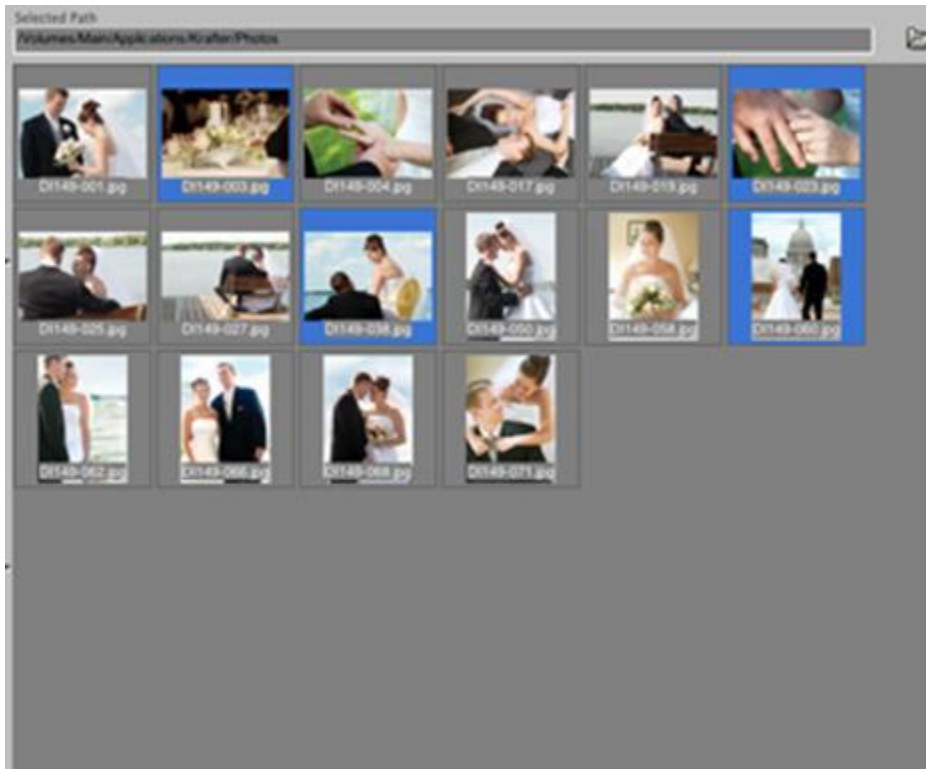 Selected Path
/Volumes/Main/Applications/Krafter/Photos
DI149-001.jpg
DI149-003.jpg
DI149-004.jpg
DI149-017.jpg
DI149-019.jpg
DI149-023.jpg
DI149-025.jpg
DI149-027.jpg
DI149-038.jpg
DI149-050.jpg
DI149-058.jpg
DI149-060.jpg
DI149-062.jpg
DI149-066.jpg
DI149-068.jpg
DI149-071.jpg